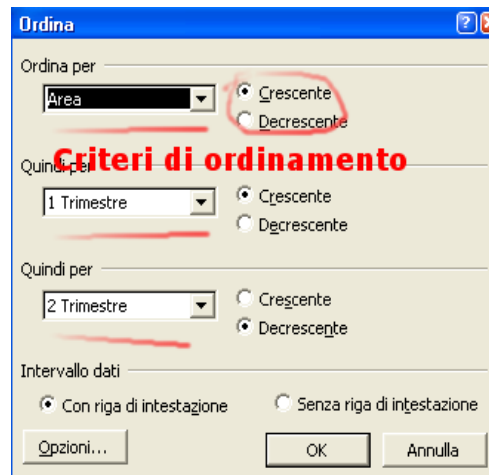 Ordina
Ordina per
Area
Crescente
Decrescente
Criteri di ordinamento
Quindi per
1 Trimestre
Crescente
Decrescente
Quindi per
2 Trimestre
Crescente
Decrescente
Intervallo dati
Con riga di intestazione
Senza riga di intestazione
Opzioni...
OK
Annulla